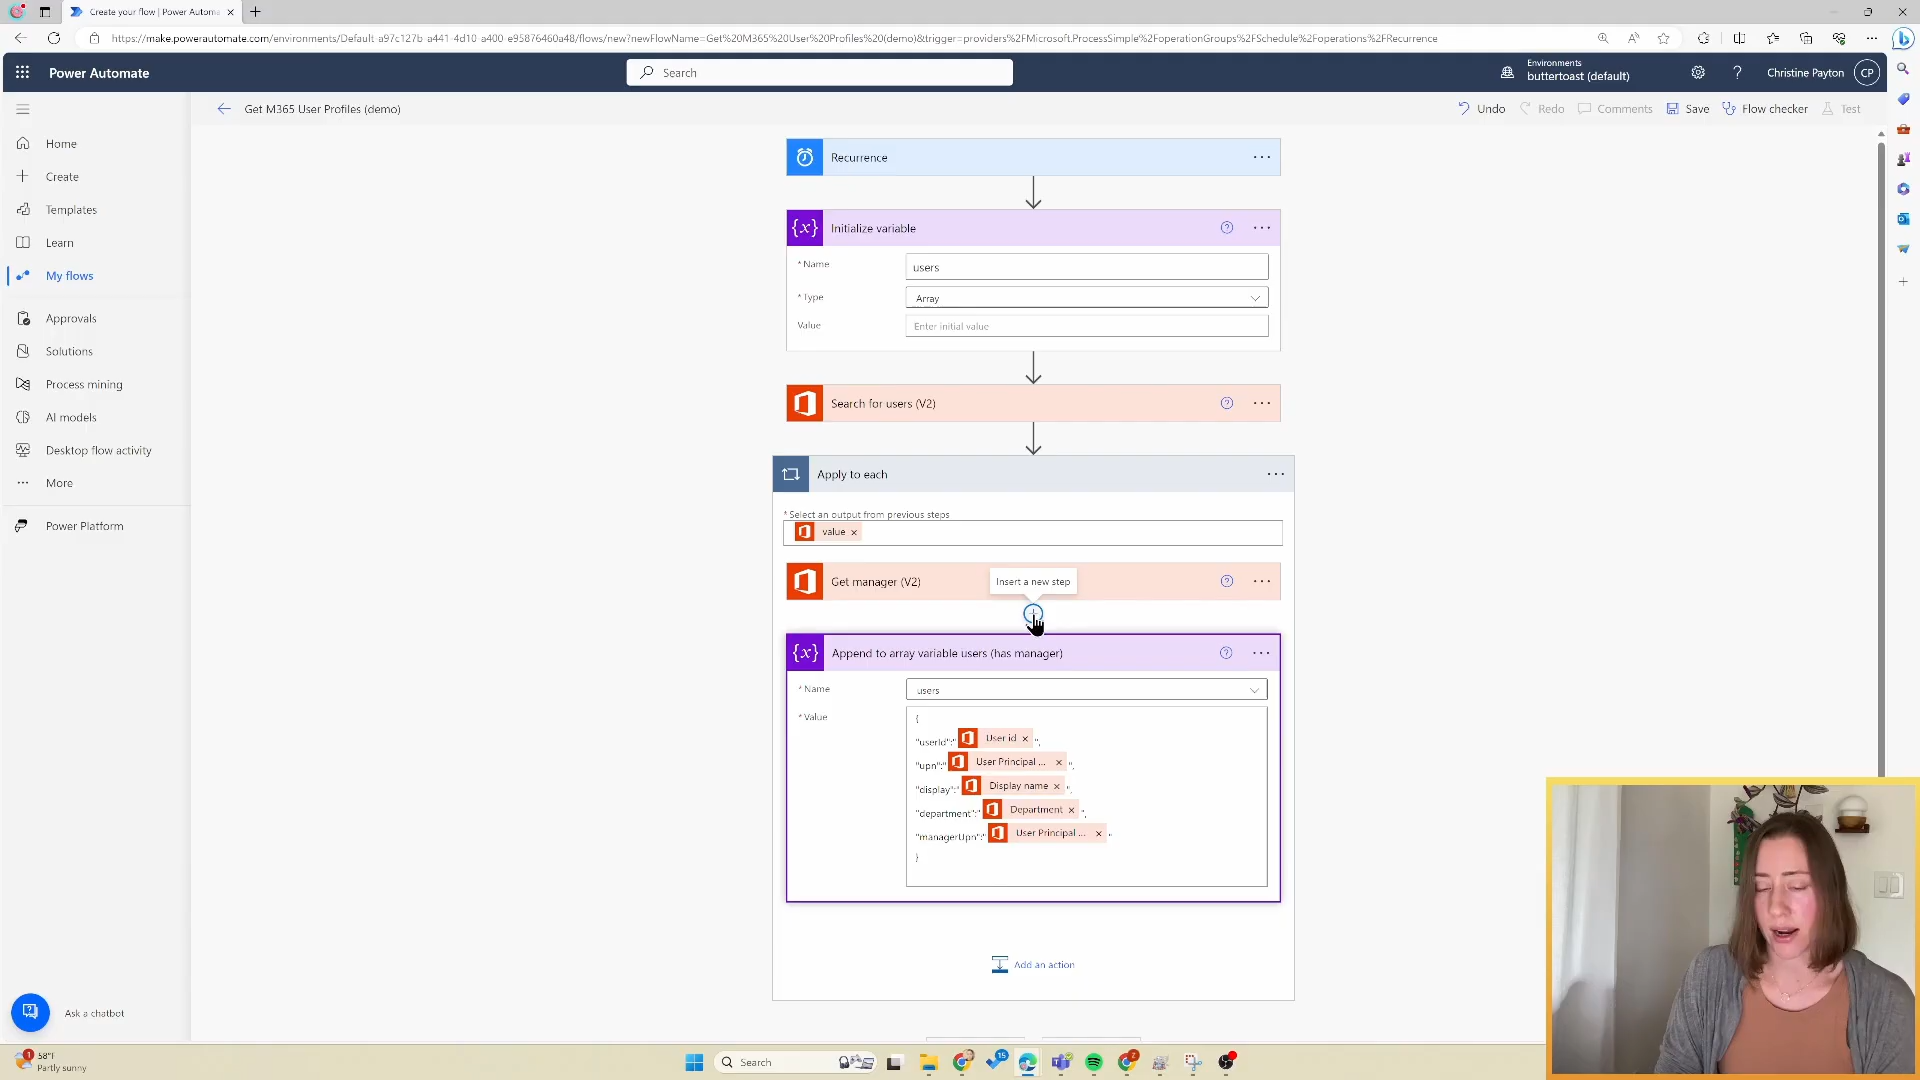 Create your flow | Power Autom
https://make.powerautomate.com/environments/Default-a97c127b-a441-4d10-a400-e95876460a48/flows/new?newFlowName=Get%20M365%20User%20Profiles%20(demo)&trigger=providers%2FMicrosoft.ProcessSimple%2FoperationGroups%2FSchedule%2Foperations%2FRecurrence
Power Automate
Search
Environments
buttertoast (default)
Christine Payton
CP
Get M365 User Profiles (demo)
Undo
Redo
Comments
Save
Flow checker
Test
Home
Create
Templates
Learn
My flows
Approvals
Solutions
Process mining
AI models
Desktop flow activity
More
Power Platform
Ask a chatbot
Recurrence
{x} Initialize variable
* Name
users
* Type
Array
Value
Enter initial value
Search for users (V2)
Apply to each
* Select an output from previous steps
value
Get manager (V2)
Insert a new step
{x} Append to array variable users (has manager)
* Name
users
* Value
{
"userId":" User id ",
"upn":" User Principal ... ",
"display":" Display name ",
"department":" Department ",
"managerUpn":" User Principal ... "
}
Add an action
1
58°F
Partly sunny
Search
15
2